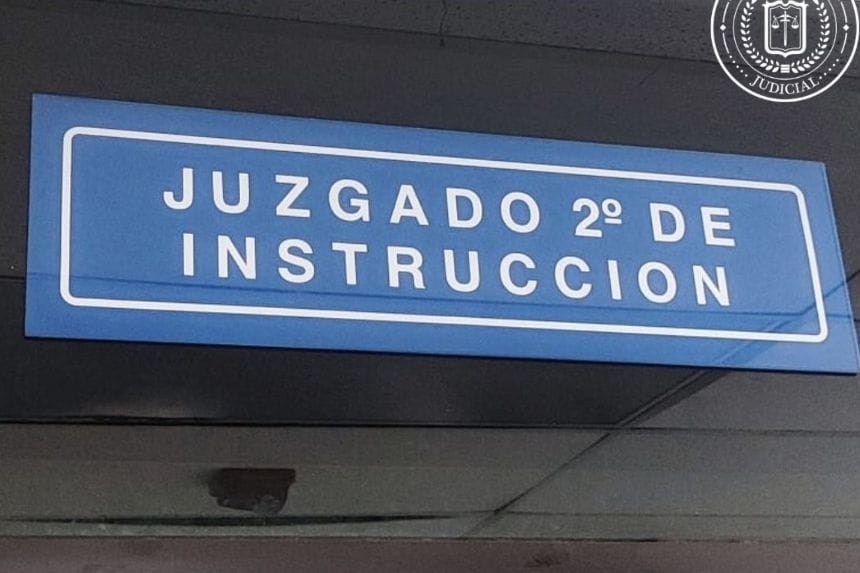 JUDICIAL
JUZGADO 2º DE
INSTRUCCION